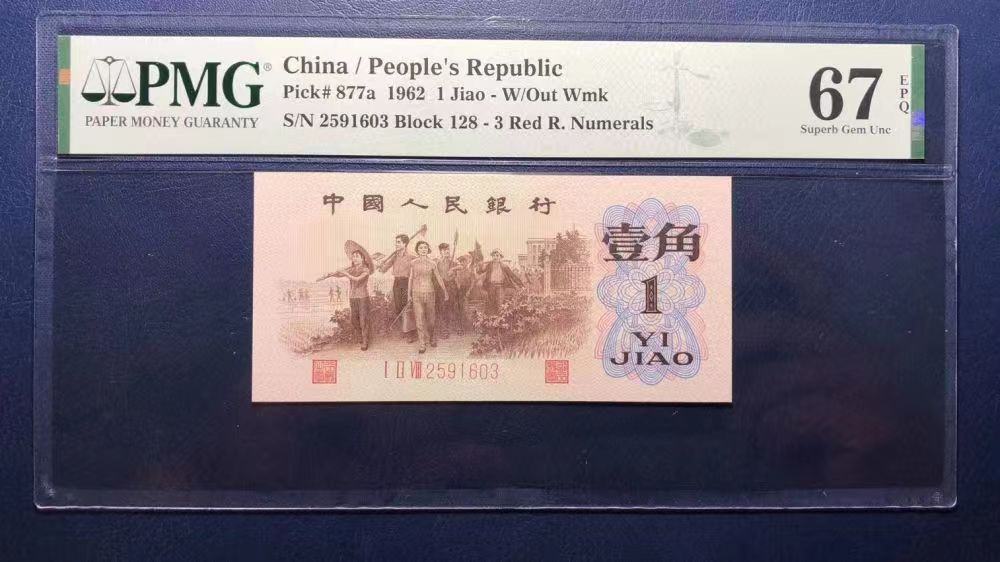 PMG®
PAPER MONEY GUARANTY
China / People's Republic
Pick# 877a 1962 1 Jiao - W/Out Wmk
S/N 2591603 Block 128 - 3 Red R. Numerals
67
EPQ
Superb Gem Unc
中國人民銀行
壹角
1
YI
JIAO
I II VIII 2591603